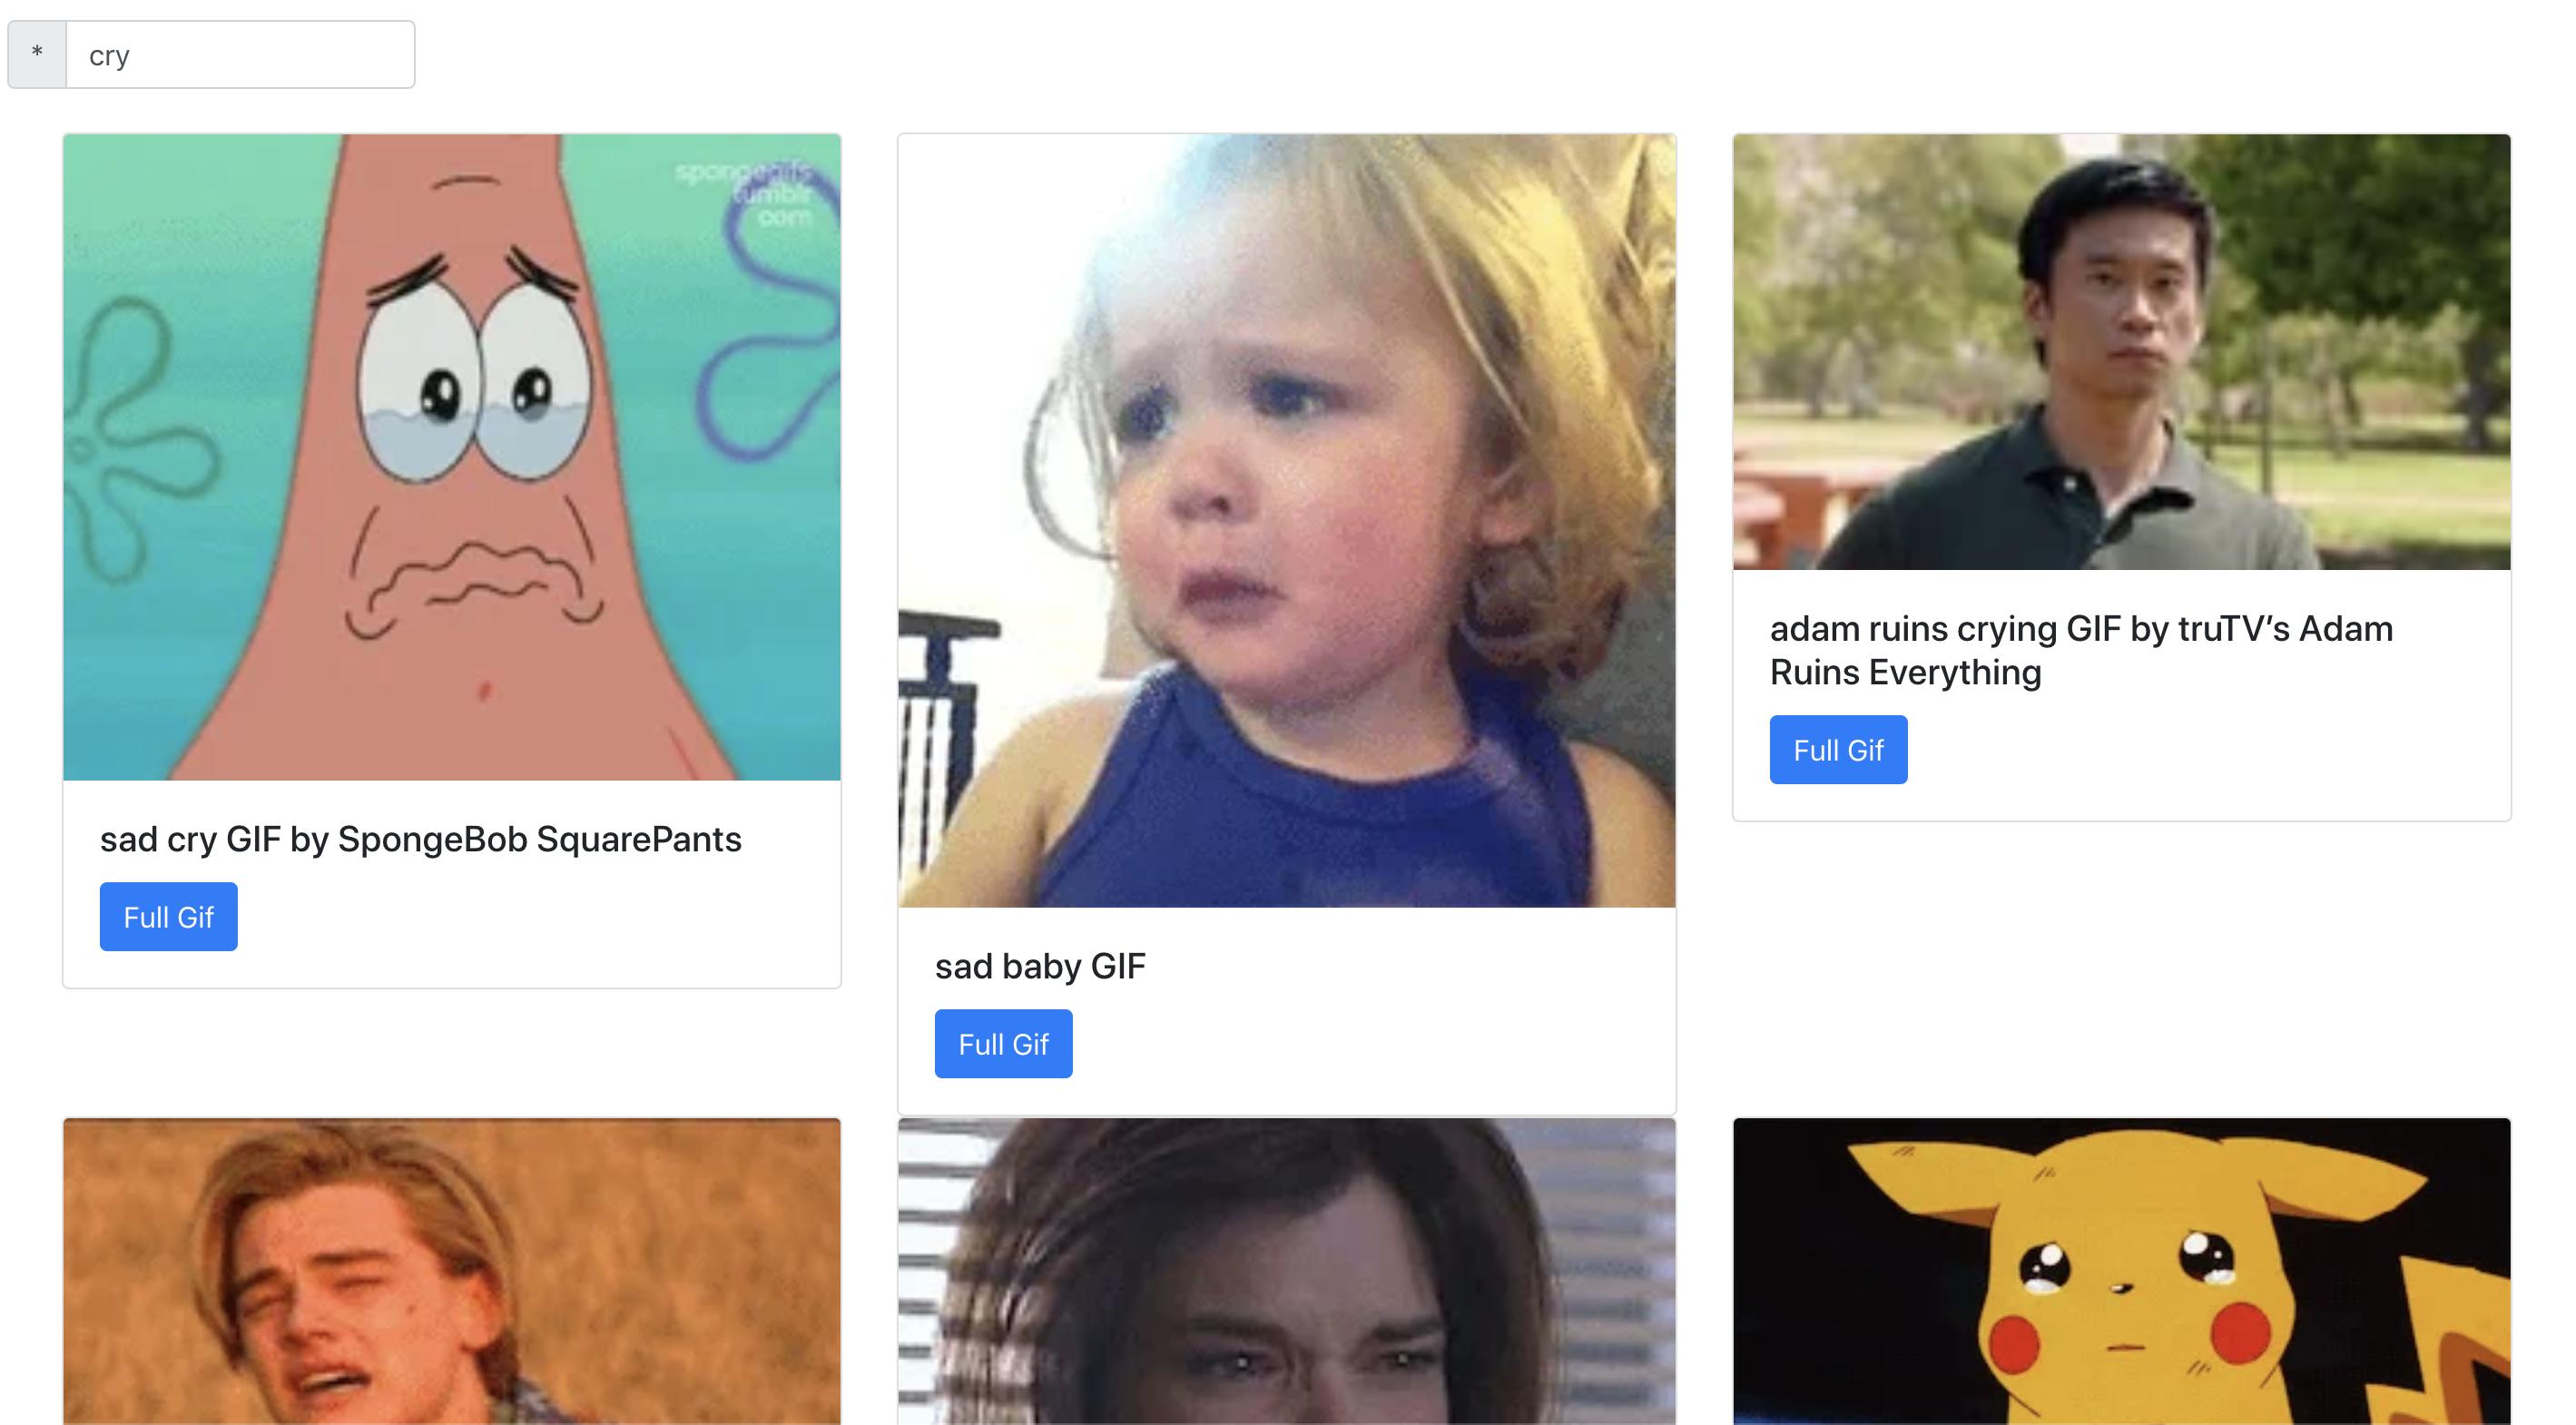 *
cry
spongegifs
tumblr
com
sad cry GIF by SpongeBob SquarePants
Full Gif
sad baby GIF
Full Gif
adam ruins crying GIF by truTV’s Adam
Ruins Everything
Full Gif